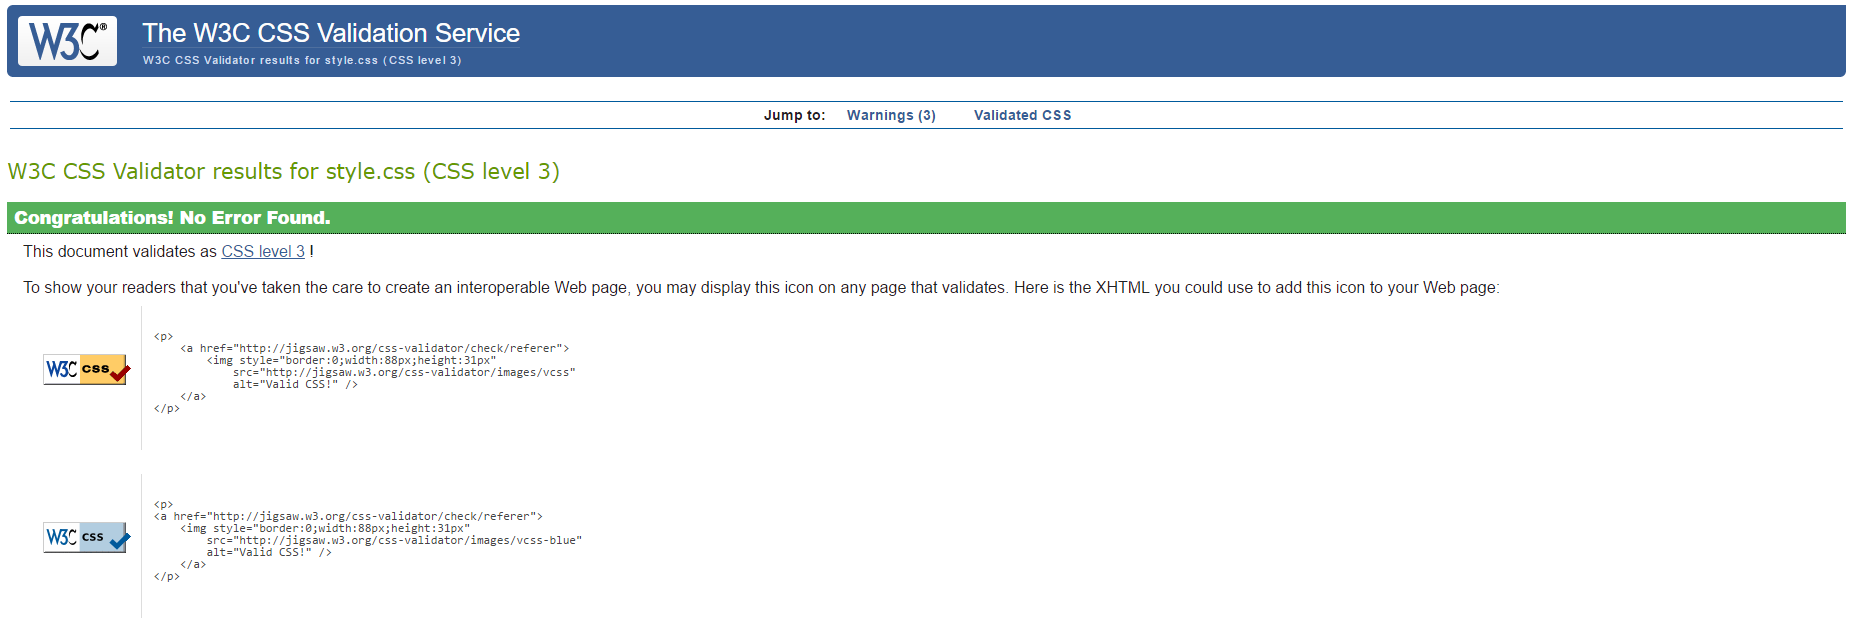 W3C®
The W3C CSS Validation Service
W3C CSS Validator results for style.css (CSS level 3)
Jump to: Warnings (3) Validated CSS
W3C CSS Validator results for style.css (CSS level 3)
Congratulations! No Error Found.
This document validates as CSS level 3 !
To show your readers that you've taken the care to create an interoperable Web page, you may display this icon on any page that validates. Here is the XHTML you could use to add this icon to your Web page:
W3C css
<p>
    <a href="http://jigsaw.w3.org/css-validator/check/referer">
        <img style="border:0;width:88px;height:31px"
            src="http://jigsaw.w3.org/css-validator/images/vcss"
            alt="Valid CSS!" />
    </a>
</p>
W3C css
<p>
<a href="http://jigsaw.w3.org/css-validator/check/referer">
    <img style="border:0;width:88px;height:31px"
        src="http://jigsaw.w3.org/css-validator/images/vcss-blue"
        alt="Valid CSS!" />
    </a>
</p>